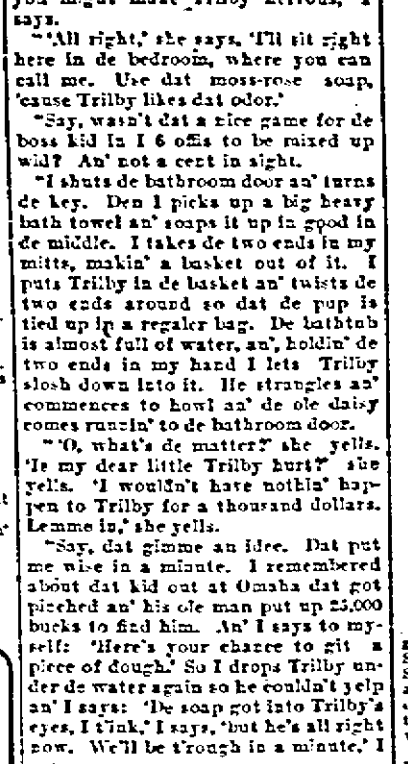 you might make Trilby nervous,' I
says.
"'All right,' she says, 'I'll sit right
here in de bedroom, where you can
call me. Use dat moss-rose soap,
'cause Trilby likes dat odor.'
"Say, wasn't dat a nice game for de
boss kid in I 6 offis to be mixed up
wid? An' not a cent in sight.
"I shuts de bathroom door an' turns
de key. Den I picks up a big heavy
bath towel an' soaps it up in good in
de middle. I takes de two ends in my
mitts, makin' a basket out of it. I
puts Trilby in de basket an' twists de
two ends around so dat de pup is
tied up in a regaler bag. De bathtub
is almost full of water, an', holdin' de
two ends in my hand I lets Trilby
slosh down into it. He strangles an'
commences to howl an' de ole daisy
comes runnin' to de bathroom door.
"'O, what's de matter?' she yells.
'Is my dear little Trilby hurt?' she
yells. 'I wouldn't have nothin' hap-
pen to Trilby for a thousand dollars.
Lemme in,' she yells.
"Say, dat gimme an idee. Dat put
me wise in a minute. I remembered
about dat kid out at Omaha dat got
pinched an' his ole man put up 25,000
bucks to find him. An' I says to my-
self: 'Here's your chance to git a
piece of dough.' So I drops Trilby un-
der de water again so he couldn't yelp
an' I says: 'De soap got into Trilby's
eyes, I t'ink,' I says, 'but he's all right
now. We'll be t'rough in a minute,' I